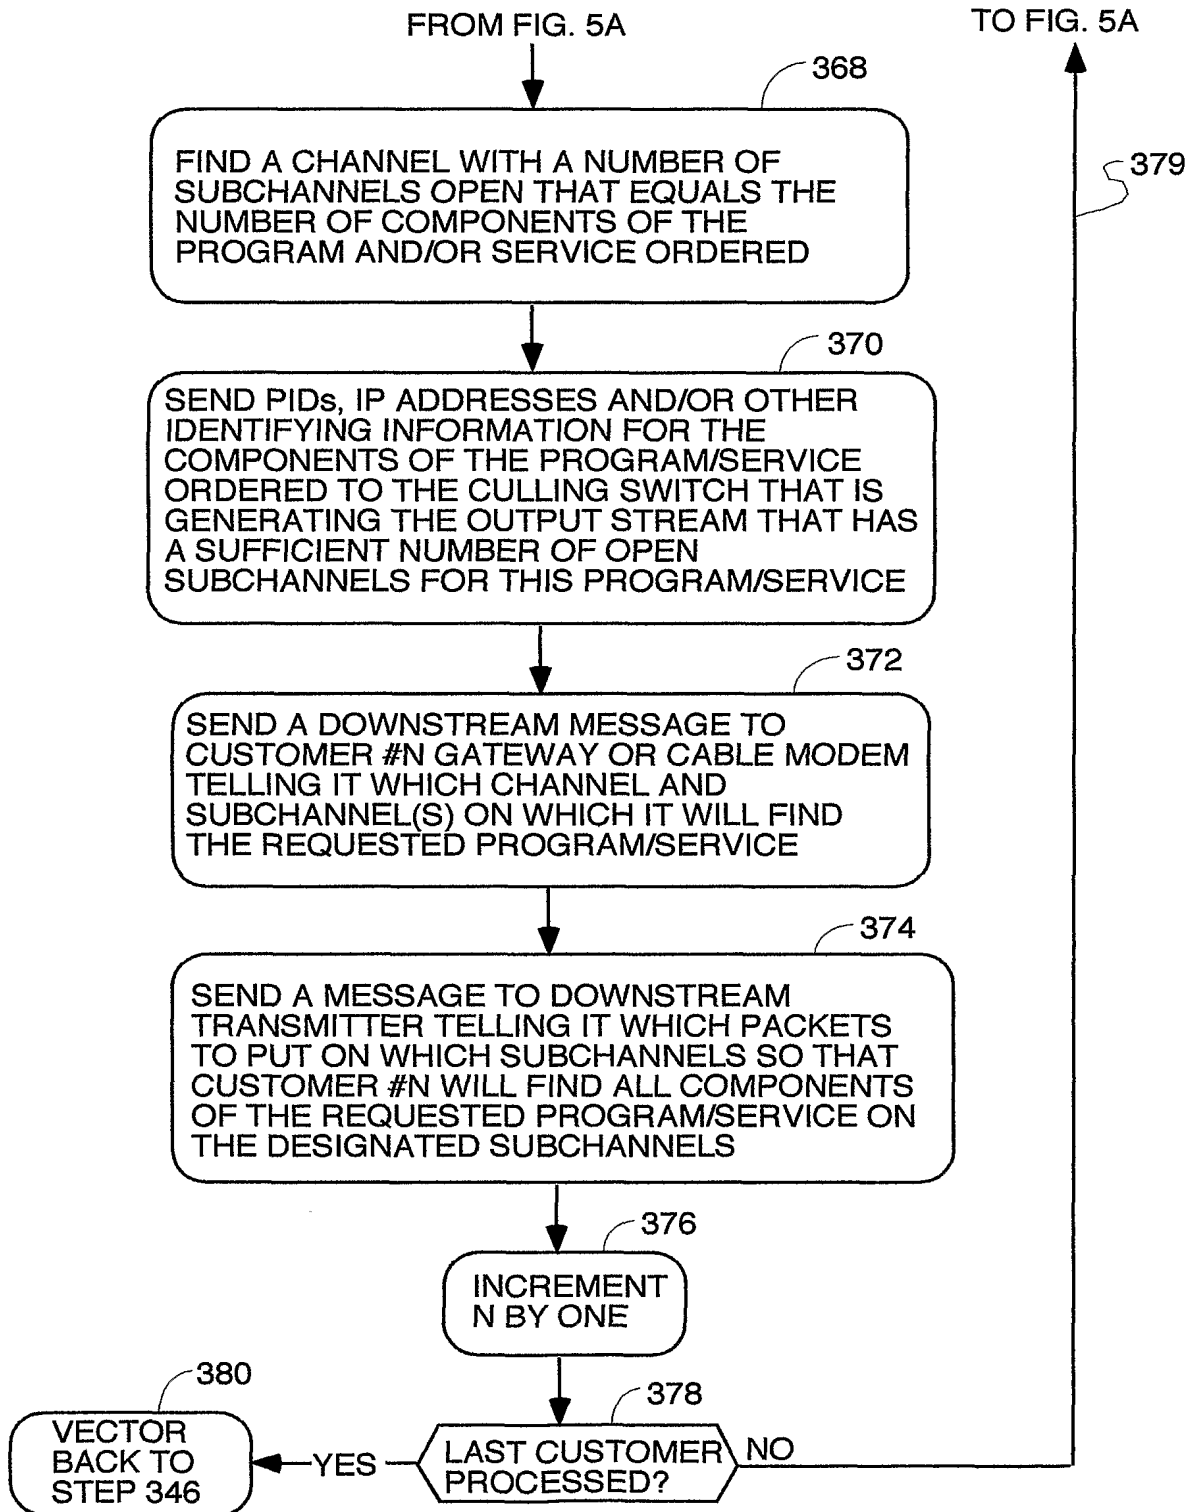 FROM FIG. 5A
TO FIG. 5A
368
FIND A CHANNEL WITH A NUMBER OF
SUBCHANNELS OPEN THAT EQUALS THE
NUMBER OF COMPONENTS OF THE
PROGRAM AND/OR SERVICE ORDERED
379
370
SEND PIDs, IP ADDRESSES AND/OR OTHER
IDENTIFYING INFORMATION FOR THE
COMPONENTS OF THE PROGRAM/SERVICE
ORDERED TO THE CULLING SWITCH THAT IS
GENERATING THE OUTPUT STREAM THAT HAS
A SUFFICIENT NUMBER OF OPEN
SUBCHANNELS FOR THIS PROGRAM/SERVICE
372
SEND A DOWNSTREAM MESSAGE TO
CUSTOMER #N GATEWAY OR CABLE MODEM
TELLING IT WHICH CHANNEL AND
SUBCHANNEL(S) ON WHICH IT WILL FIND
THE REQUESTED PROGRAM/SERVICE
374
SEND A MESSAGE TO DOWNSTREAM
TRANSMITTER TELLING IT WHICH PACKETS
TO PUT ON WHICH SUBCHANNELS SO THAT
CUSTOMER #N WILL FIND ALL COMPONENTS
OF THE REQUESTED PROGRAM/SERVICE ON
THE DESIGNATED SUBCHANNELS
376
INCREMENT
N BY ONE
378
LAST CUSTOMER
PROCESSED?
NO
YES
380
VECTOR
BACK TO
STEP 346